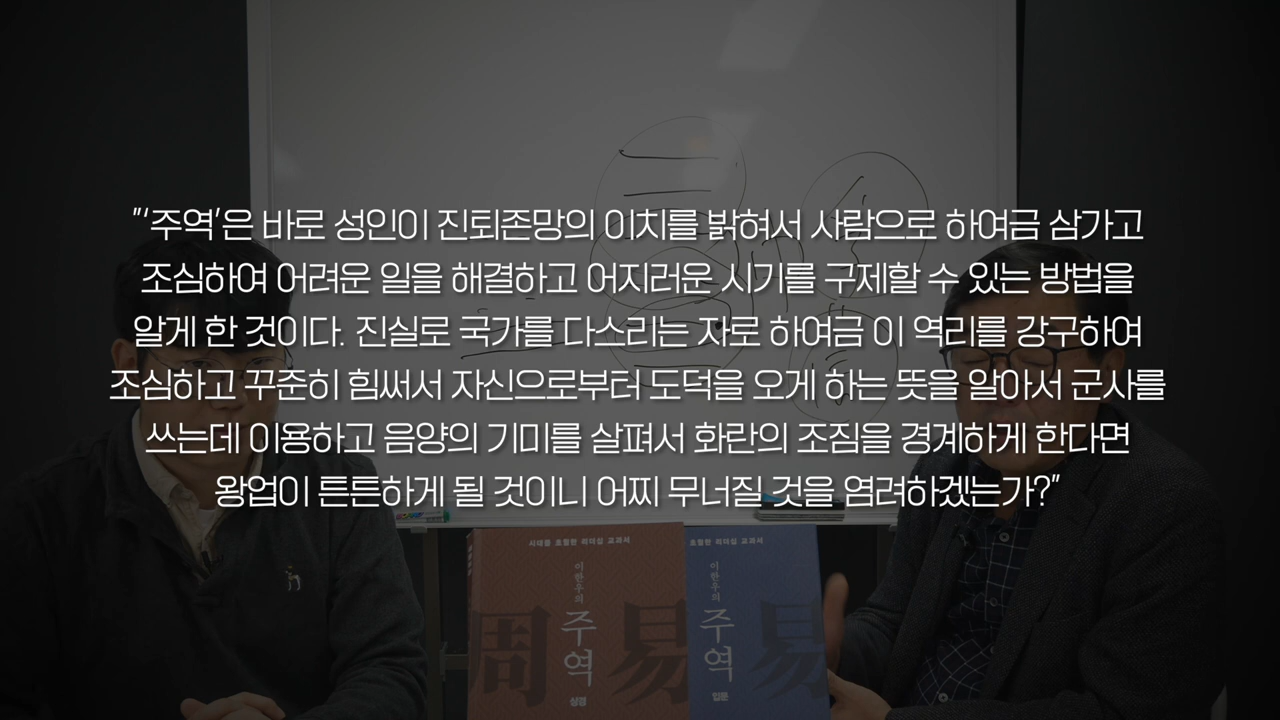 "'주역'은 바로 성인이 진퇴존망의 이치를 밝혀서 사람으로 하여금 삼가고
조심하여 어려운 일을 해결하고 어지러운 시기를 구제할 수 있는 방법을
알게 한 것이다. 진실로 국가를 다스리는 자로 하여금 이 역리를 강구하여
조심하고 꾸준히 힘써서 자신으로부터 도덕을 오게 하는 뜻을 알아서 군사를
쓰는데 이용하고 음양의 기미를 살펴서 화란의 조짐을 경계하게 한다면
왕업이 튼튼하게 될 것이니 어찌 무너질 것을 염려하겠는가?"
시대를 초월한 리더십 교과서
이한우의
주역
周易
초월한 리더십 교과서
이한우의
주역
입문
易